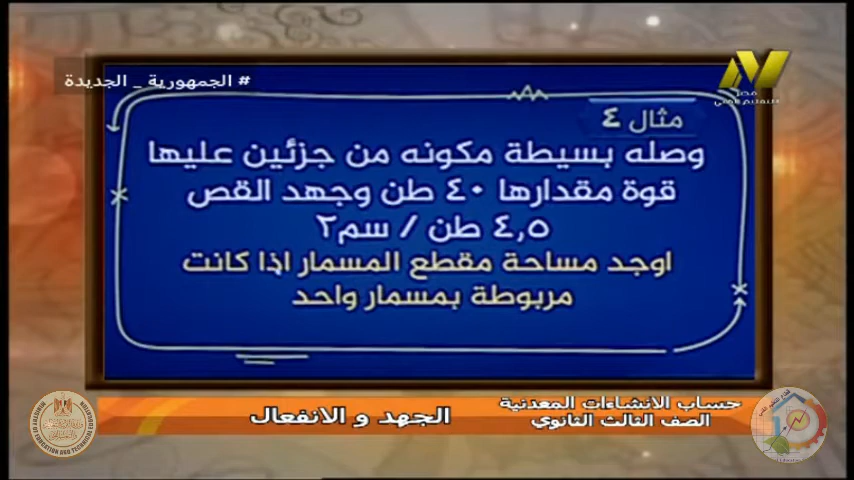 # الجمهورية _ الجديدة
مثال ٤
وصله بسيطة مكونه من جزئين عليها
قوة مقدارها ٤٠ طن وجهد القص
٤,٥ طن / سم٢
اوجد مساحة مقطع المسمار اذا كانت
مربوطة بمسمار واحد
حساب الانشاءات المعدنية
الصف الثالث الثانوي
الجهد و الانفعال